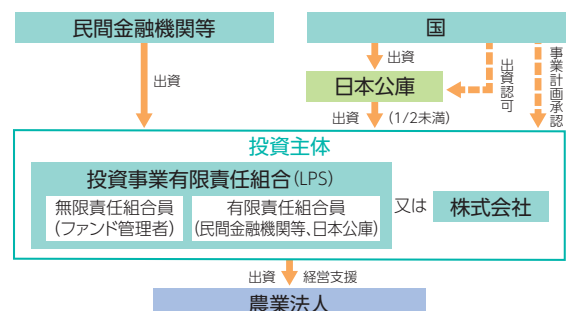 民間金融機関等
国
出資
出資
出資認可
事業計画承認
日本公庫
出資 (1/2未満)
投資主体
投資事業有限責任組合(LPS)
無限責任組合員
(ファンド管理者)
有限責任組合員
(民間金融機関等、日本公庫)
又は
株式会社
出資 経営支援
農業法人